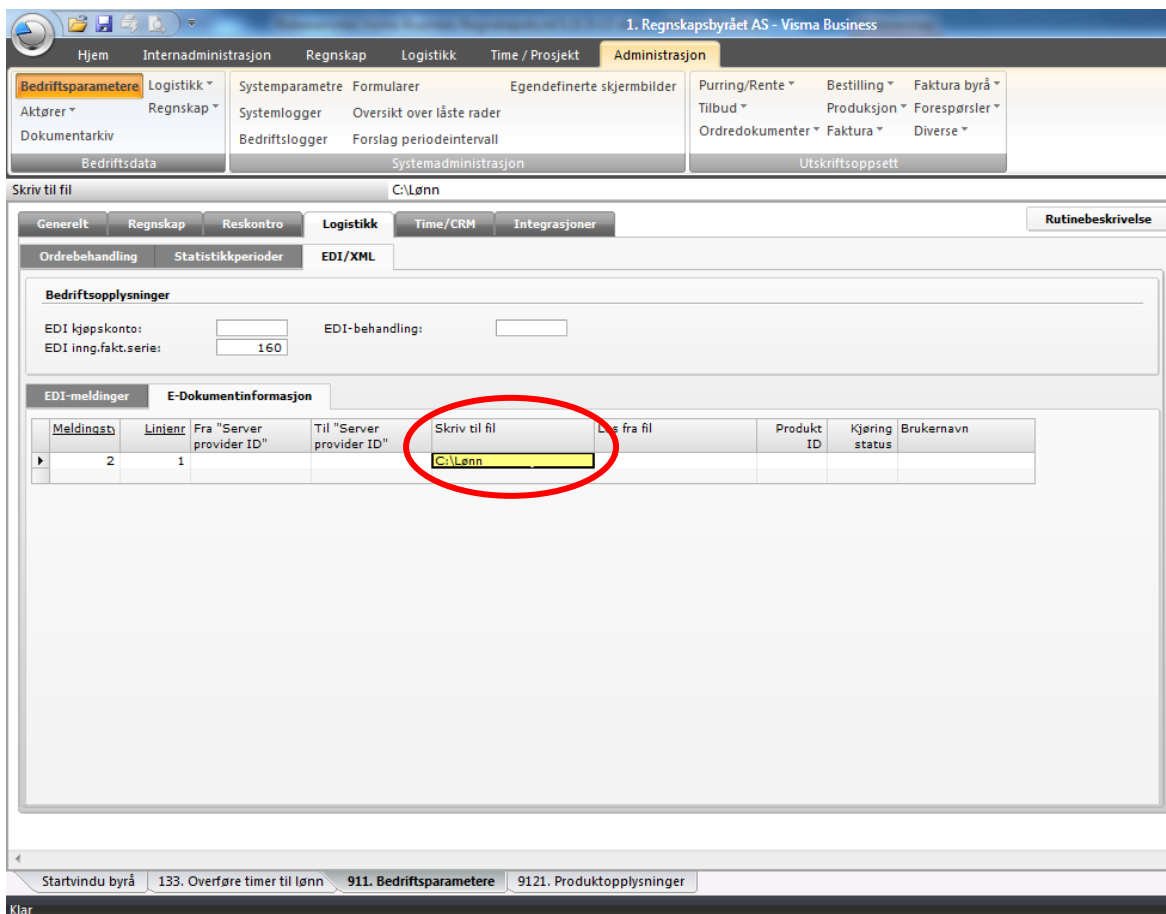 1. Regnskapsbyrået AS - Visma Business
Hjem Internadministrasjon Regnskap Logistikk Time / Prosjekt Administrasjon
Bedriftsparametere Logistikk Systemparametre Formularer Egendefinerte skjermbilder Purring/Rente Bestilling Faktura byrå
Aktører Regnskap Systemlogger Oversikt over låste rader Tilbud Produksjon Forespørsler
Dokumentarkiv Bedriftslogger Forslag periodeintervall Ordredokumenter Faktura Diverse
Bedriftsdata Systemadministrasjon Utskriftsoppsett
Skriv til fil C:\Lønn
Generelt Regnskap Reskontro Logistikk Time/CRM Integrasjoner Rutinebeskrivelse
Ordrebehandling Statistikkperioder EDI/XML
Bedriftsopplysninger
EDI kjøpskonto: EDI-behandling:
EDI inng.fakt.serie: 160
EDI-meldinger E-Dokumentinformasjon
Linjenr Fra "Server Til "Server Skriv til fil fra fil Produkt Kjøring Brukernavn
provider ID" provider ID" ID status
2 1 C:\Lønn
Startvindu byrå 133. Overføre timer til lønn 911. Bedriftsparametere 9121. Produktopplysninger
Klar